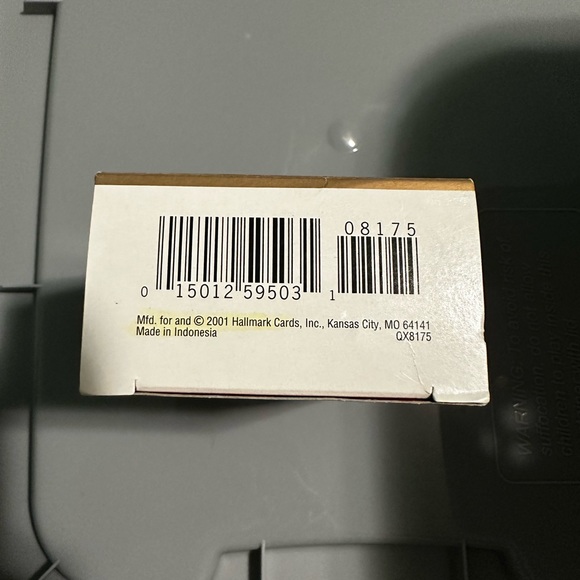 08175
0 15012 59503 1
Mfd. for and © 2001 Hallmark Cards, Inc., Kansas City, MO 64141
Made in Indonesia QX8175
WARNING